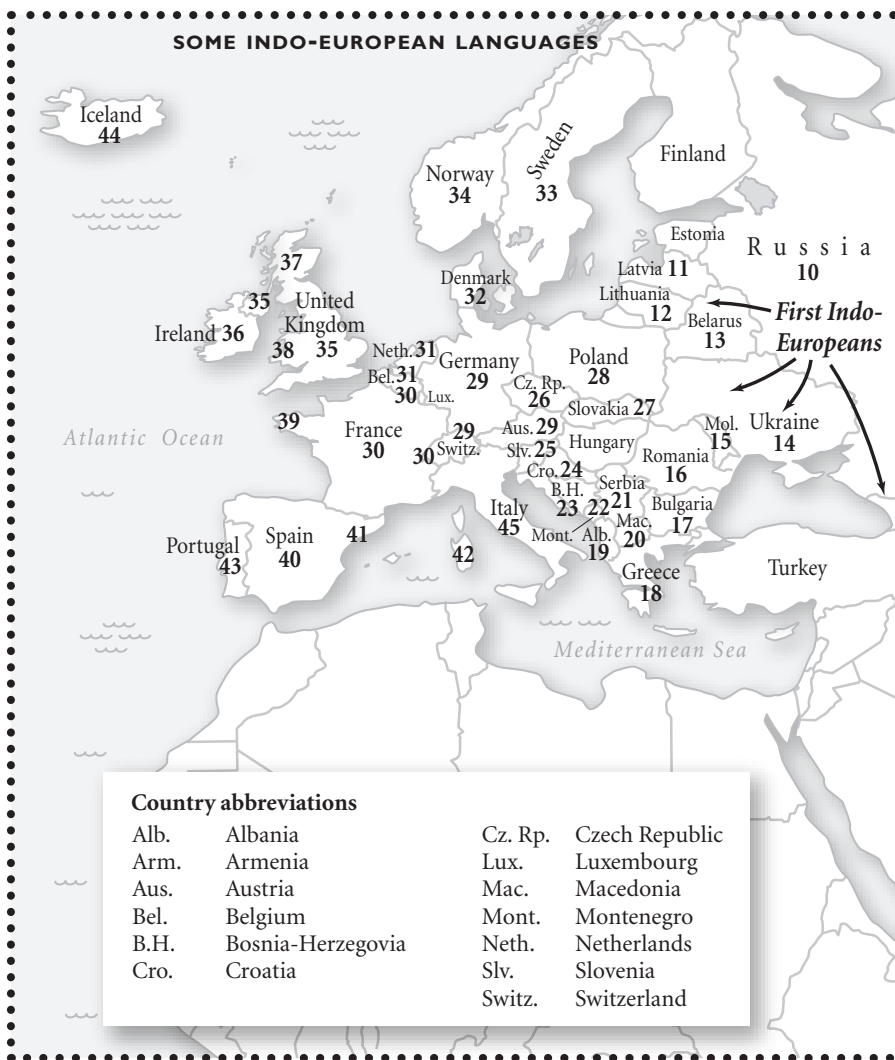 SOME INDO-EUROPEAN LANGUAGES
Iceland
44
Norway
34
Sweden
33
Finland
Estonia
Russia
10
Latvia 11
Lithuania
12
Belarus
13
First Indo-
Europeans
37
35
United
Kingdom
35
Ireland 36
38
Denmark
32
Neth. 31
Bel. 31
30
Lux.
Germany
29
Poland
28
Cz. Rp.
26
Slovakia 27
39
Atlantic Ocean
France
30
30
29
Switz.
Aus. 29
Slv. 25
Hungary
Cro. 24
Mol.
15
Ukraine
14
Romania
16
B.H.
23
Serbia
21
22
Mont.
Bulgaria
17
Italy
45
Alb.
19
Mac.
20
Portugal
43
Spain
40
41
42
Greece
18
Turkey
Mediterranean Sea
Country abbreviations
Alb. Albania
Arm. Armenia
Aus. Austria
Bel. Belgium
B.H. Bosnia-Herzegovia
Cro. Croatia
Cz. Rp. Czech Republic
Lux. Luxembourg
Mac. Macedonia
Mont. Montenegro
Neth. Netherlands
Slv. Slovenia
Switz. Switzerland